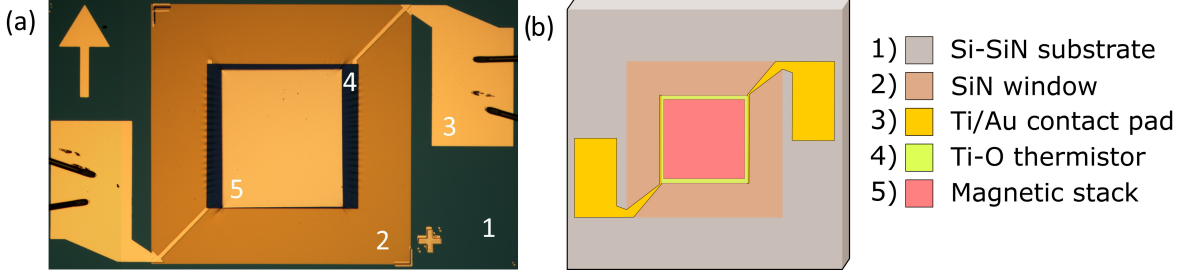 (a)
4
3
5
2
1
(b)
1) Si-SiN substrate
2) SiN window
3) Ti/Au contact pad
4) Ti-O thermistor
5) Magnetic stack